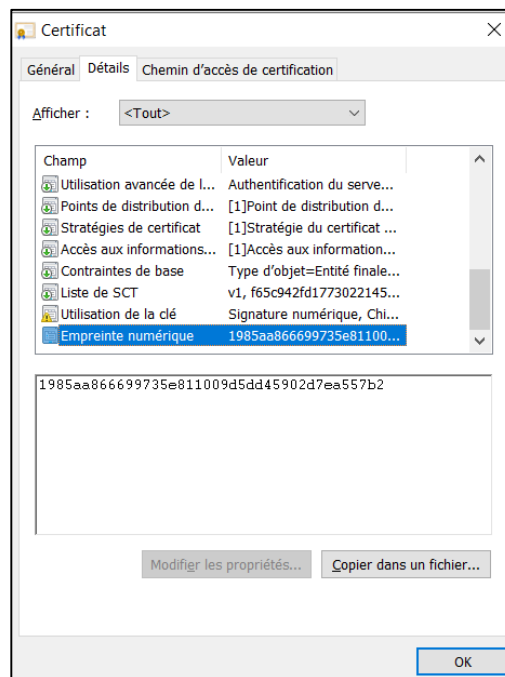 Certificat
Général Détails Chemin d'accès de certification
Afficher : <Tout>
Champ Valeur
Utilisation avancée de l... Authentification du serve...
Points de distribution d... [1]Point de distribution d...
Stratégies de certificat [1]Stratégie du certificat ...
Accès aux informations... [1]Accès aux information...
Contraintes de base Type d'objet=Entité finale...
Liste de SCT v1, f65c942fd1773022145...
Utilisation de la clé Signature numérique, Chi...
Empreinte numérique 1985aa866699735e81100...
1985aa866699735e811009d5dd45902d7ea557b2
Modifier les propriétés... Copier dans un fichier...
OK